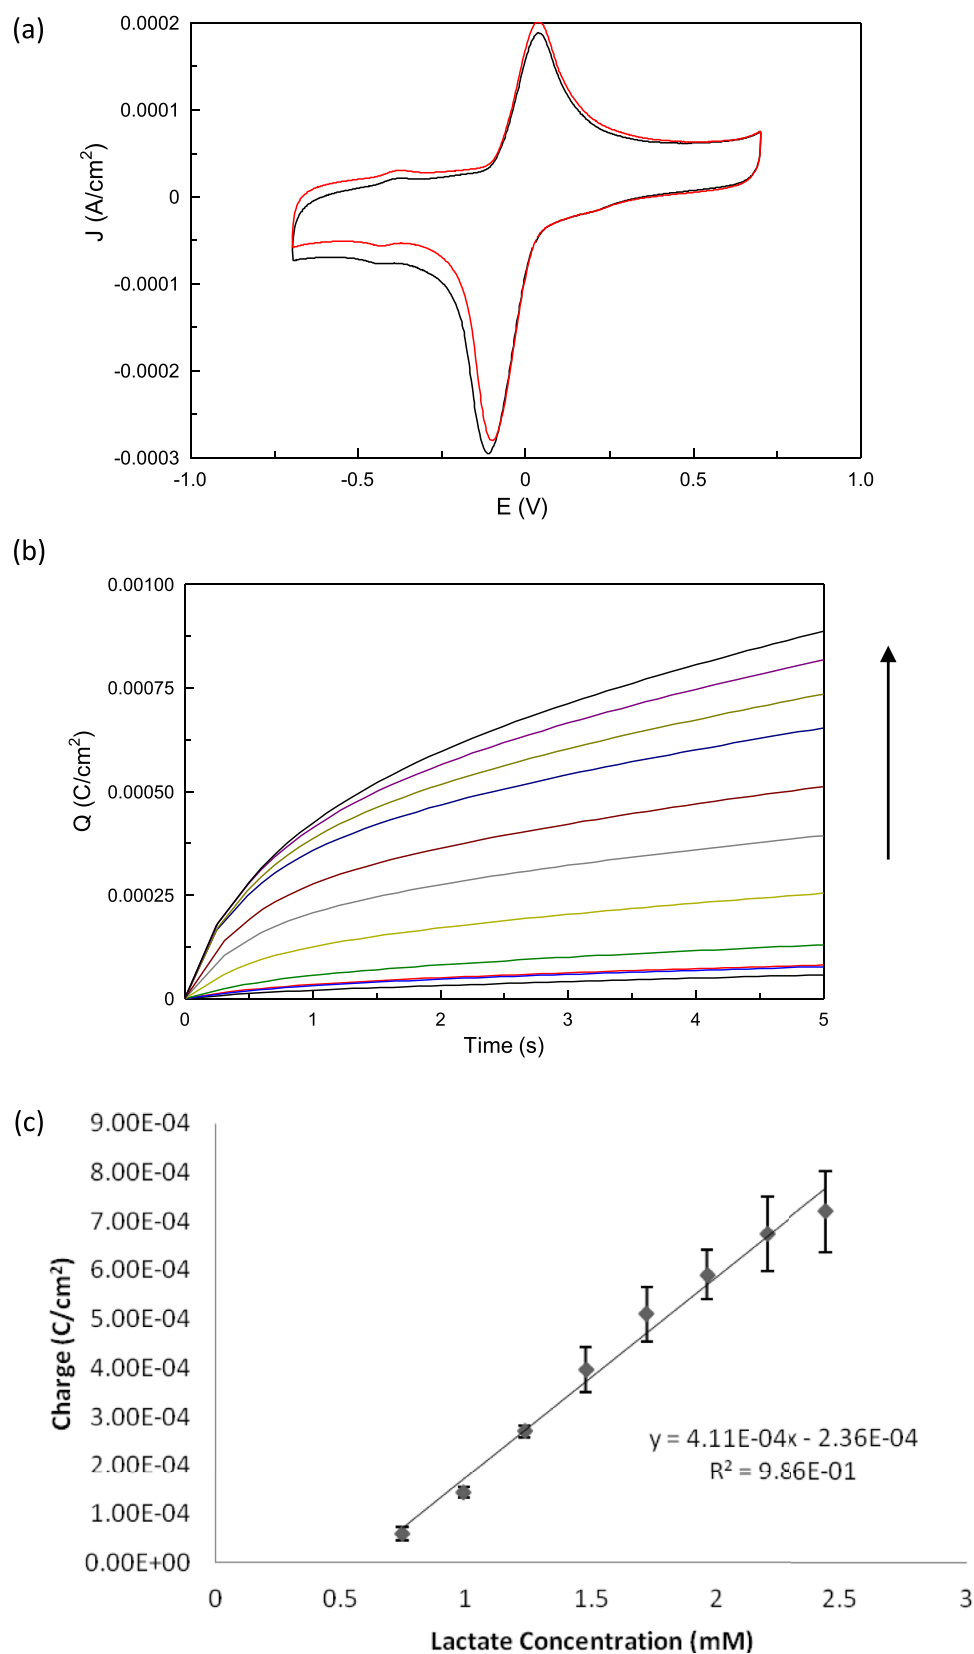 (a)
0.0002
0.0001
0
-0.0001
-0.0002
-0.0003
J (A/cm²)
-1.0 -0.5 0 0.5 1.0
E (V)
(b)
0.00100
0.00075
0.00050
0.00025
0
Q (C/cm²)
0 1 2 3 4 5
Time (s)
(c)
9.00E-04
8.00E-04
7.00E-04
6.00E-04
5.00E-04
4.00E-04
3.00E-04
2.00E-04
1.00E-04
0.00E+00
Charge (C/cm²)
y = 4.11E-04x - 2.36E-04
R² = 9.86E-01
0 0.5 1 1.5 2 2.5 3
Lactate Concentration (mM)